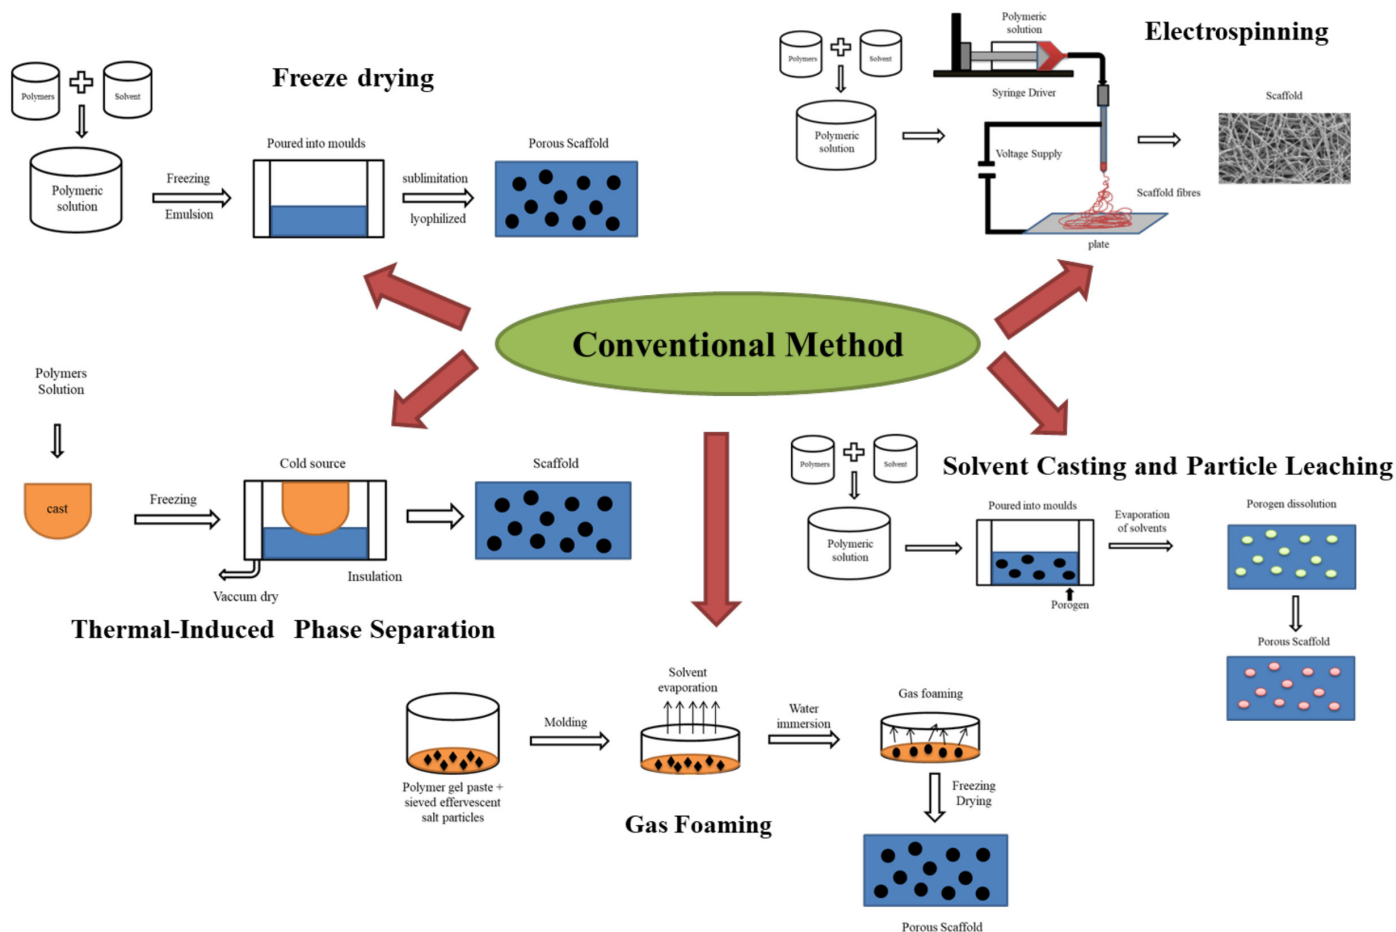 Freeze drying
Polymers
Solvent
Polymeric
solution
Freezing
Emulsion
Poured into moulds
sublimitation
lyophilized
Porous Scaffold
Electrospinning
Polymers
Solvent
Polymeric
solution
Polymeric
solution
Syringe Driver
Voltage Supply
Scaffold fibres
plate
Scaffold
Conventional Method
Polymers
Solution
cast
Freezing
Cold source
Insulation
Vaccum dry
Scaffold
Thermal-Induced Phase Separation
Solvent Casting and Particle Leaching
Polymers
Solvent
Polymeric
solution
Poured into moulds
Porogen
Evaporation
of solvents
Porogen dissolution
Porous Scaffold
Polymer gel paste +
sieved effervescent
salt particles
Molding
Solvent
evaporation
Water
immersion
Gas foaming
Freezing
Drying
Gas Foaming
Porous Scaffold